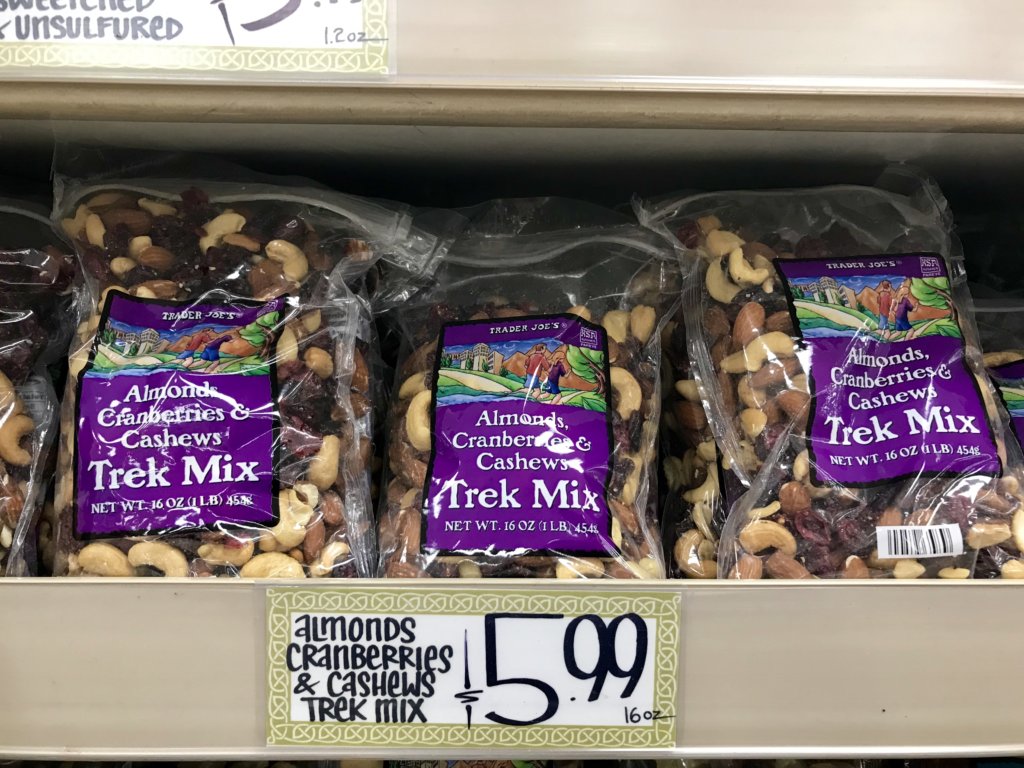 & UNSULFURED
1.2oz
TRADER JOE'S
Almonds,
Cranberries &
Cashews
Trek Mix
NET WT. 16 OZ (1 LB) 454g
TRADER JOE'S®
Almonds,
Cranberries &
Cashews
Trek Mix
NET WT. 16 OZ (1 LB) 454g
TRADER JOE'S®
Almonds,
Cranberries &
Cashews
Trek Mix
NET WT. 16 OZ (1 LB) 454g
ALMONDS
CRANBERRIES
& CASHEWS
TREK MIX
$5.99
16oz